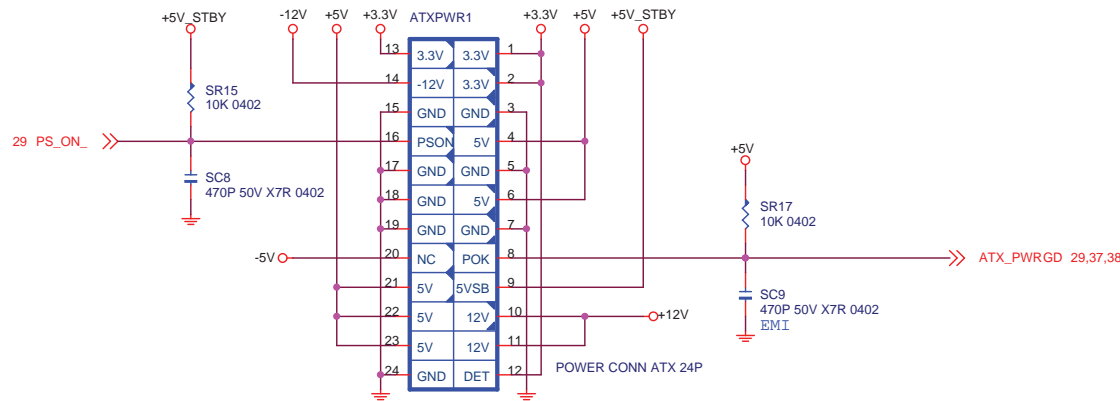 +5V_STBY
-12V
+5V
+3.3V
ATXPWR1
+3.3V
+5V
+5V_STBY
13 3.3V 3.3V 1
14 -12V 3.3V 2
SR15
10K 0402
15 GND GND 3
29 PS_ON_
16 PSON 5V 4
+5V
17 GND GND 5
SC8
470P 50V X7R 0402
18 GND 5V 6
SR17
10K 0402
19 GND GND 7
-5V
20 NC POK 8
ATX_PWRGD 29,37,38
21 5V 5VSB 9
SC9
470P 50V X7R 0402
EMI
22 5V 12V 10
+12V
23 5V 12V 11
POWER CONN ATX 24P
24 GND DET 12